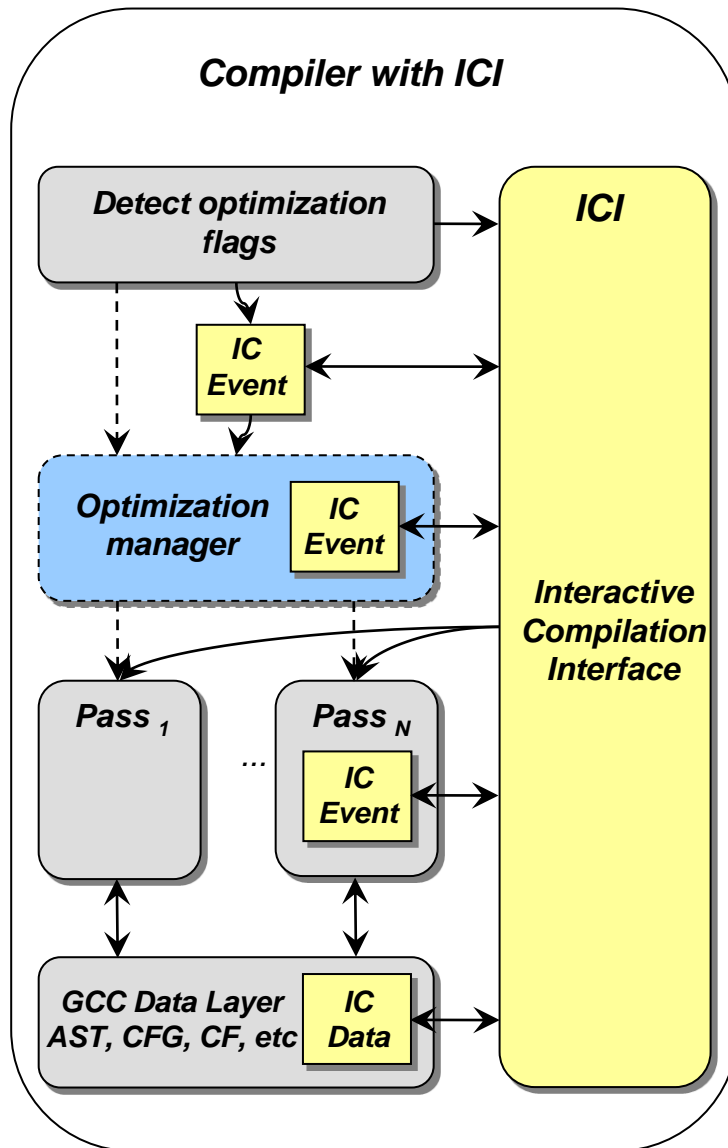 Compiler with ICI
Detect optimization
flags
ICI
IC
Event
Optimization
manager
IC
Event
Interactive
Compilation
Interface
Pass 1
...
Pass N
IC
Event
GCC Data Layer
AST, CFG, CF, etc
IC
Data